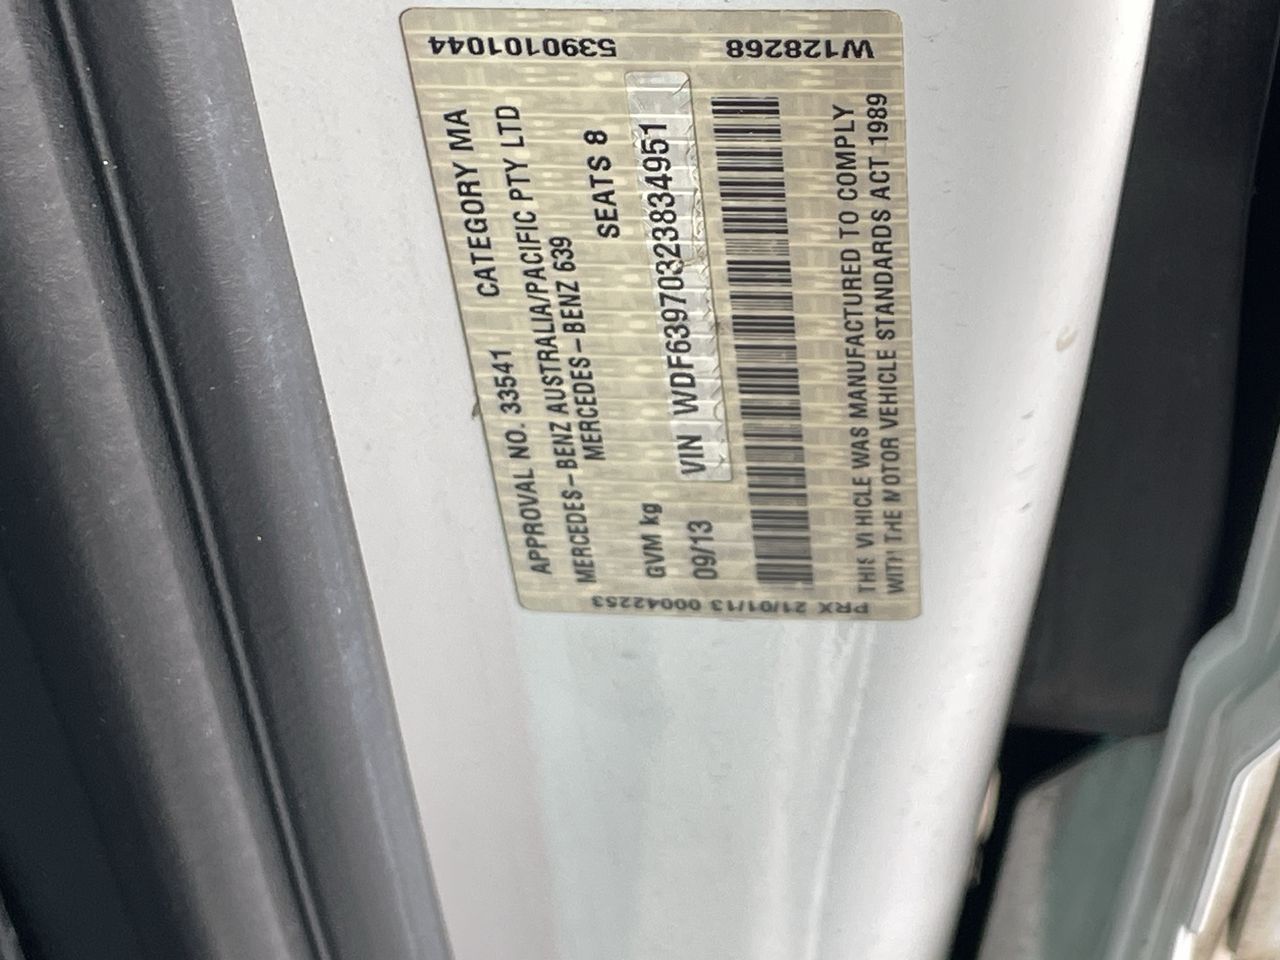 APPROVAL NO. 33541 CATEGORY MA
MERCEDES-BENZ AUSTRALIA/PACIFIC PTY LTD
MERCEDES-BENZ 639
GVM kg SEATS 8
09/13 VIN WDF63970323834951
THIS VEHICLE WAS MANUFACTURED TO COMPLY
WITH THE MOTOR VEHICLE STANDARDS ACT 1989
5390101044 W128268
PRX 21/01/13 00042253